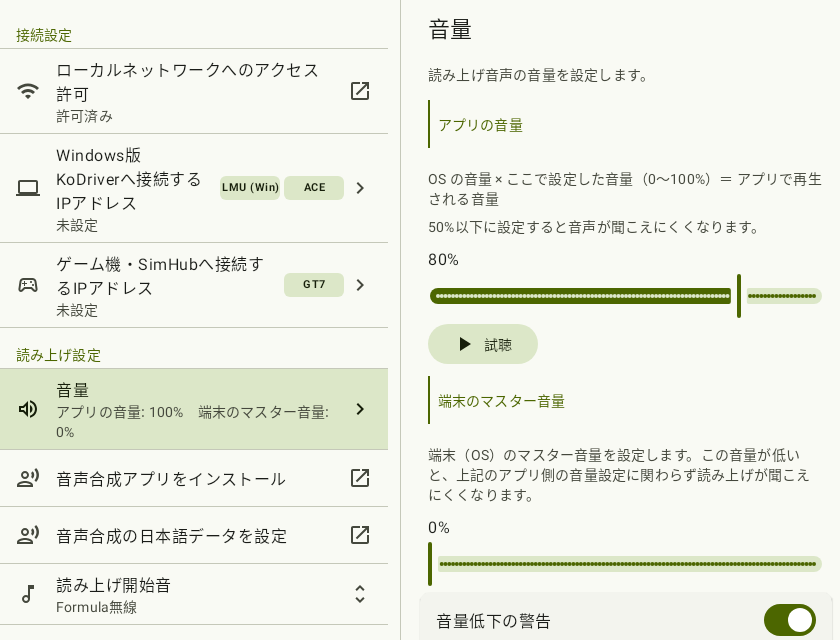 接続設定
ローカルネットワークへのアクセス
許可
許可済み
Windows版
KoDriverへ接続する
IPアドレス
未設定
LMU (Win)
ACE
ゲーム機・SimHubへ接続す
るIPアドレス
未設定
GT7
読み上げ設定
音量
アプリの音量: 100%　端末のマスター音量:
0%
音声合成アプリをインストール
音声合成の日本語データを設定
読み上げ開始音
Formula無線
音量
読み上げ音声の音量を設定します。
アプリの音量
OS の音量 × ここで設定した音量（0〜100%）＝ アプリで再生
される音量
50%以下に設定すると音声が聞こえにくくなります。
80%
試聴
端末のマスター音量
端末（OS）のマスター音量を設定します。この音量が低い
と、上記のアプリ側の音量設定に関わらず読み上げが聞こえ
にくくなります。
0%
音量低下の警告